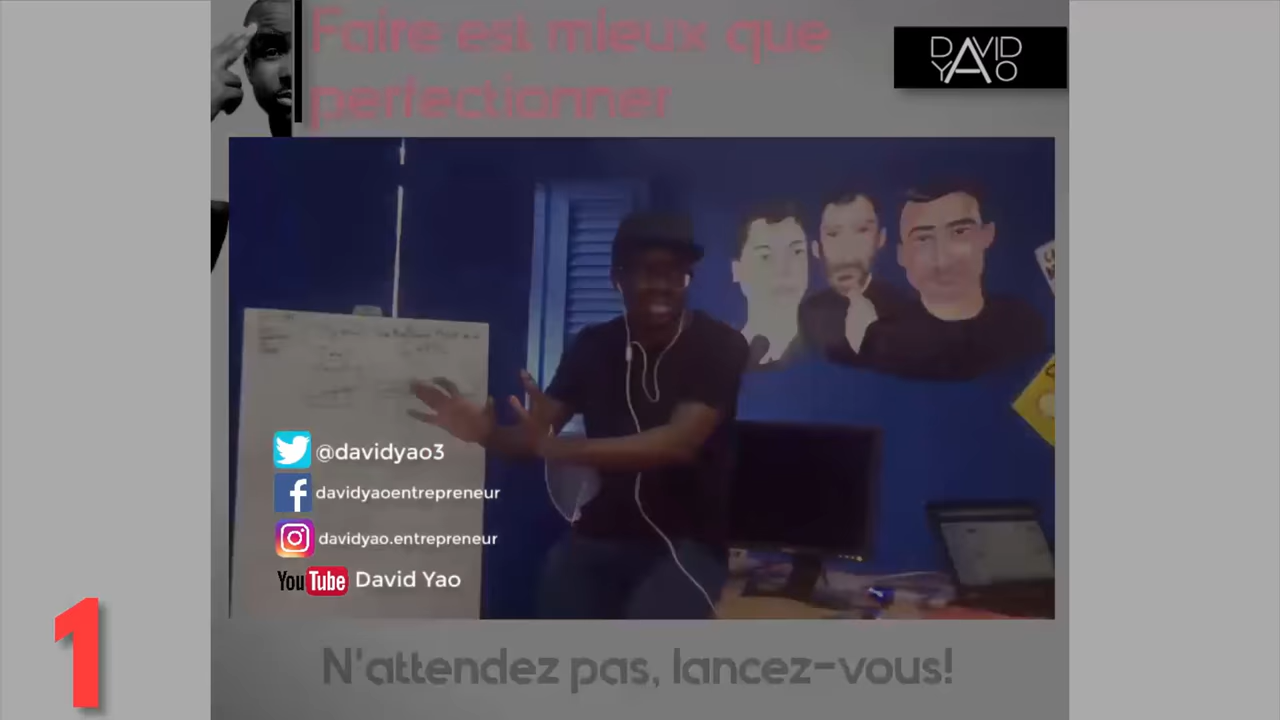 Faire est mieux que
perfectionner
DAVID
YAO
@davidyao3
davidyaoentrepreneur
davidyao.entrepreneur
YouTube David Yao
N'attendez pas, lancez-vous!
1